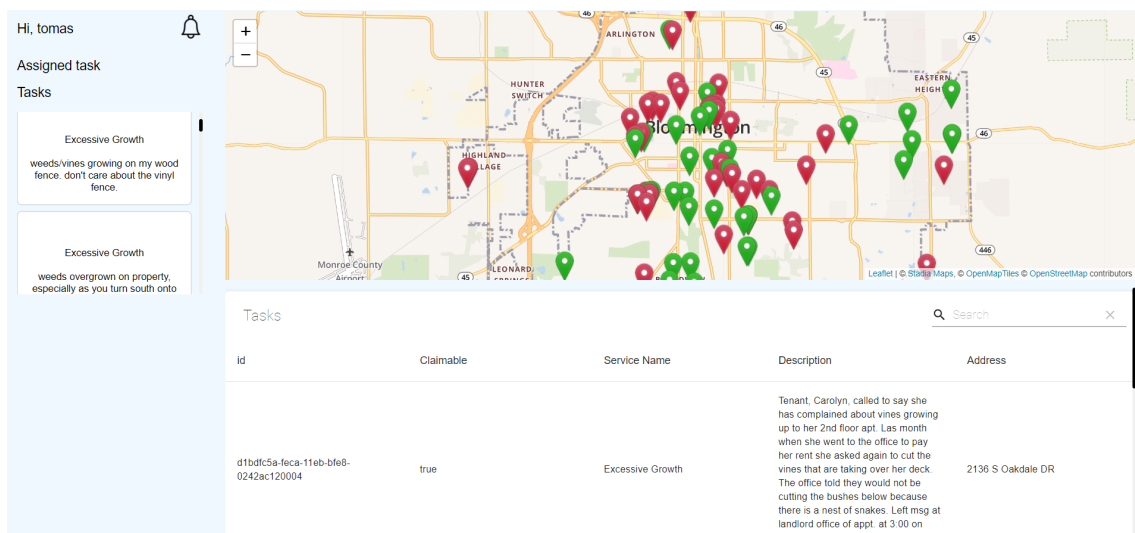 Hi, tomas
Assigned task
Tasks
Excessive Growth
weeds/vines growing on my wood
fence. don't care about the vinyl
fence.
Excessive Growth
weeds overgrown on property,
especially as you turn south onto
+
−
46
46
45
ARLINGTON
45
HUNTER
SWITCH
EASTERN
HEIGH
Bloomington
46
HIGHLAND
LAGE
Monroe County
Airport
45
LEONARD
SPRINGS
446
Leaflet | © Stadia Maps, © OpenMapTiles © OpenStreetMap contributors
Tasks
Search
id
Claimable
Service Name
Description
Address
d1bdfc5a-feca-11eb-bfe8-
0242ac120004
true
Excessive Growth
Tenant, Carolyn, called to say she
has complained about vines growing
up to her 2nd floor apt. Las month
when she went to the office to pay
her rent she asked again to cut the
vines that are taking over her deck.
The office told they would not be
cutting the bushes below because
there is a nest of snakes. Left msg at
landlord office of appt. at 3:00 on
2136 S Oakdale DR